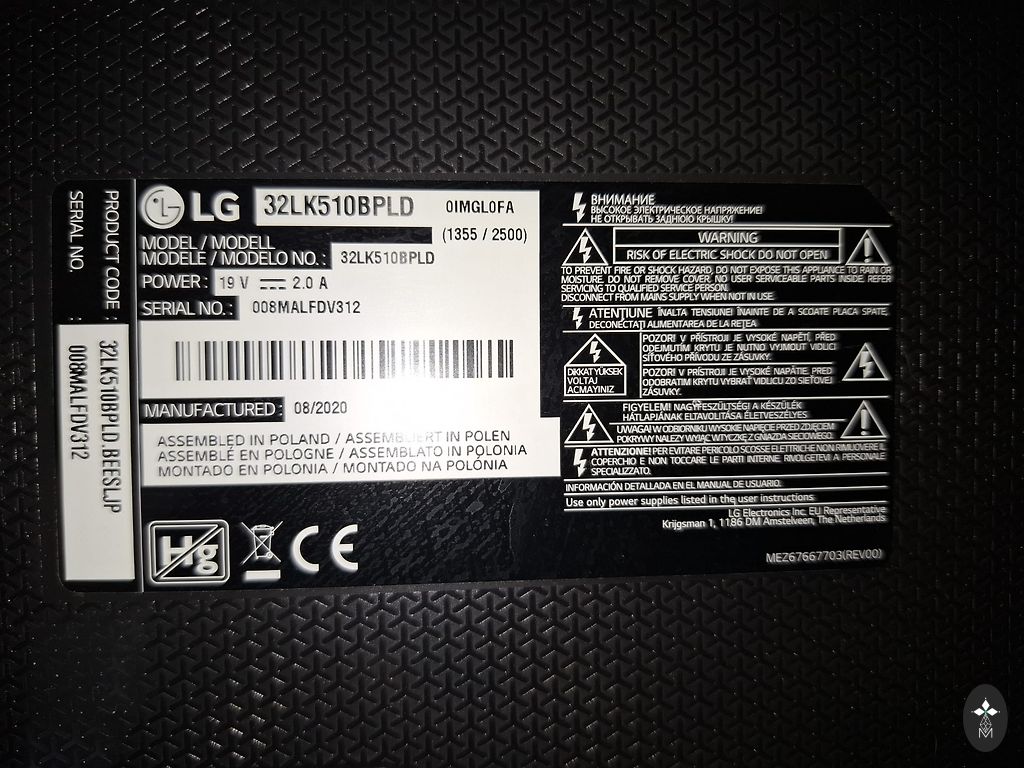 PRODUCT CODE :
32LK510BPLD.BEESLJP
SERIAL NO.
008MALFDV312
LG
32LK510BPLD
0IMGL0FA
(1355 / 2500)
MODEL / MODELL
MODÈLE / MODELO NO. : 32LK510BPLD
POWER : 19 V ⎓ 2.0 A
SERIAL NO. : 008MALFDV312
MANUFACTURED : 08/2020
ASSEMBLED IN POLAND / ASSEMBLIERT IN POLEN
ASSEMBLÉ EN POLOGNE / ASSEMBLATO IN POLONIA
MONTADO EN POLONIA / MONTADO NA POLÓNIA
Hg
CE
ВНИМАНИЕ
ВЫСОКОЕ ЭЛЕКТРИЧЕСКОЕ НАПРЯЖЕНИЕ!
НЕ ОТКРЫВАТЬ ЗАДНЮЮ КРЫШКУ!
WARNING
RISK OF ELECTRIC SHOCK DO NOT OPEN
TO PREVENT FIRE OR SHOCK HAZARD, DO NOT EXPOSE THIS APPLIANCE TO RAIN OR
MOISTURE. DO NOT REMOVE COVER. NO USER SERVICEABLE PARTS INSIDE. REFER
SERVICING TO QUALIFIED SERVICE PERSON.
DISCONNECT FROM MAINS SUPPLY WHEN NOT IN USE.
ATENŢIUNE ÎNALTA TENSIUNE! ÎNAINTE DE A SCOATE PLACA SPATE,
DECONECTAŢI ALIMENTAREA DE LA REŢEA
DIKKATYÜKSEK
VOLTAJ
AÇMAYINIZ
POZOR! V PŘÍSTROJI JE VYSOKÉ NAPĚTÍ, PŘED
ODEJMUTÍM KRYTU JE NUTNO VYJMOUT VIDLICI
SÍŤOVÉHO PŘÍVODU ZE ZÁSUVKY.
POZOR! V PRÍSTROJI JE VYSOKÉ NAPÄTIE. PRED
ODOBRATIM KRYTU VYBRAŤ VIDLICU ZO SIEŤOVEJ
ZÁSUVKY.
FIGYELEM! NAGYFESZÜLTSÉG! A KÉSZÜLÉK
HÁTLAPJÁNAK ELTÁVOLÍTÁSA ÉLETVESZÉLYES
UWAGA! W ODBIORNIKU WYSOKIE NAPIĘCIE PRZED ZDJĘCIEM
POKRYWY NALEŻY WYJĄĆ WTYCZKĘ Z GNIAZDA SIECIOWEGO.
ATTENZIONE! PER EVITARE PERICOLO SCOSSE ELETTRICHE NON RIMUOVERE IL
COPERCHIO E NON TOCCARE LE PARTI INTERNE. RIVOLGETEVI A PERSONALE
SPECIALIZZATO.
INFORMACIÓN DETALLADA EN EL MANUAL DE USUARIO.
Use only power supplies listed in the user instructions
LG Electronics Inc. EU Representative
Krijgsman 1, 1186 DM Amstelveen, The Netherlands
MEZ67667703(REV00)
M